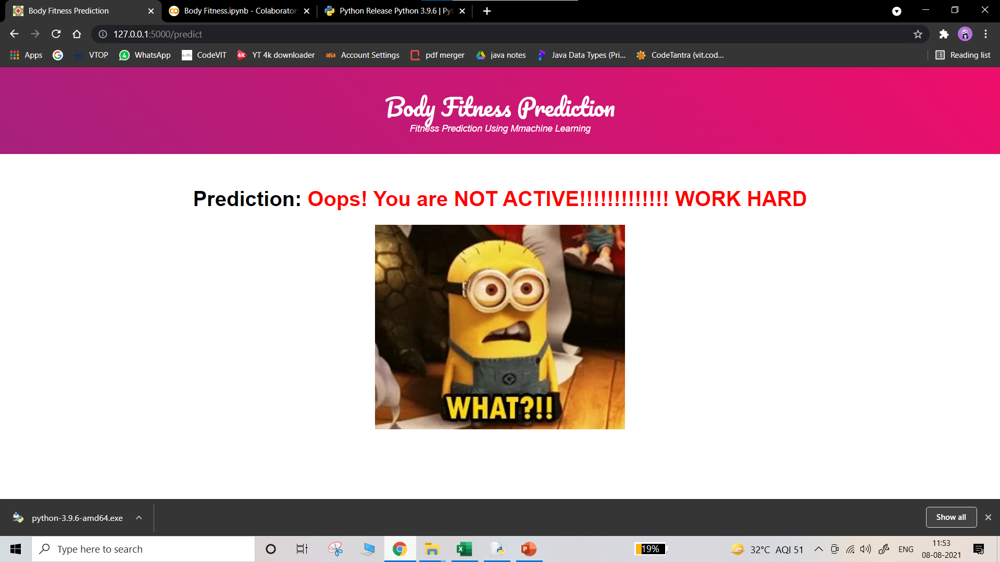 Body Fitness Prediction
Body Fitness.ipynb - Colaborator
Python Release Python 3.9.6 | Pyt
127.0.0.1:5000/predict
Apps
VTOP
WhatsApp
CodeVIT
4K
YT 4k downloader
aha
Account Settings
pdf merger
java notes
Java Data Types (Pri...
CodeTantra (vit.cod...
Reading list
Body Fitness Prediction
Fitness Prediction Using Mmachine Learning
Prediction: Oops! You are NOT ACTIVE!!!!!!!!!!!!! WORK HARD
WHAT?!!
python-3.9.6-amd64.exe
Show all
Type here to search
19%
32°C AQI 51
ENG
11:53
08-08-2021